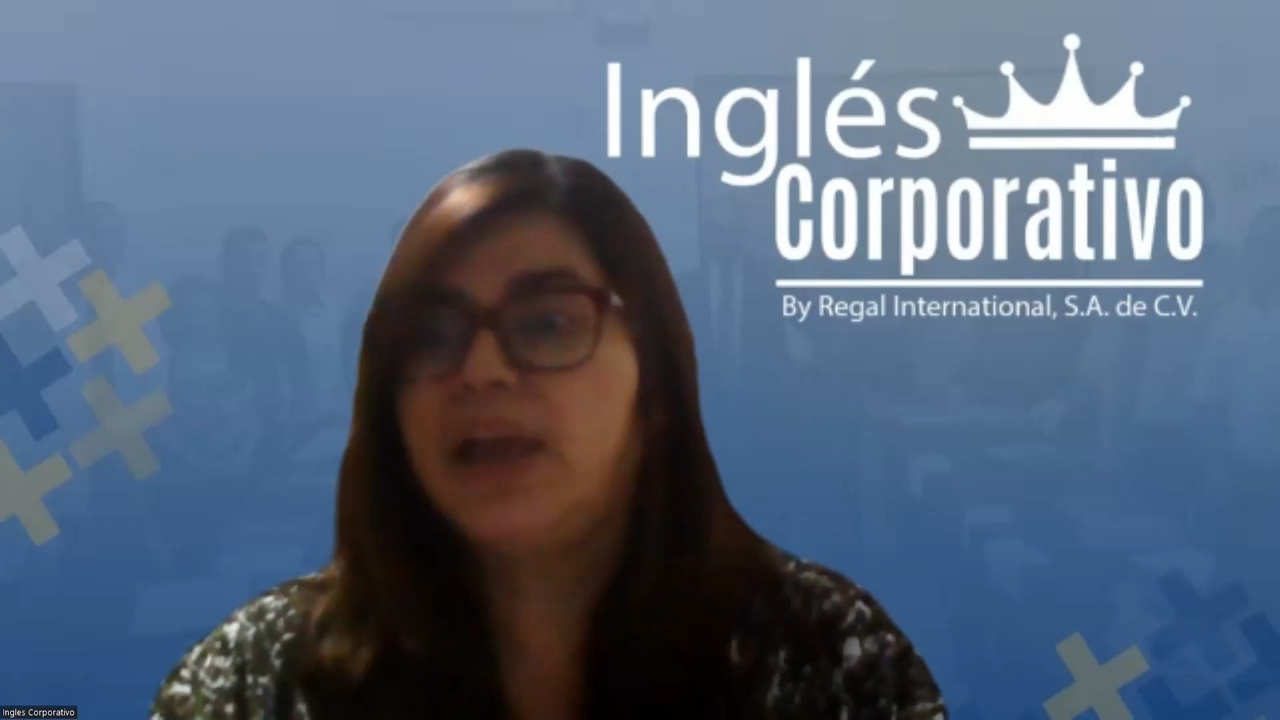 Inglés
Corporativo
By Regal International, S.A. de C.V.
Ingles Corporativo